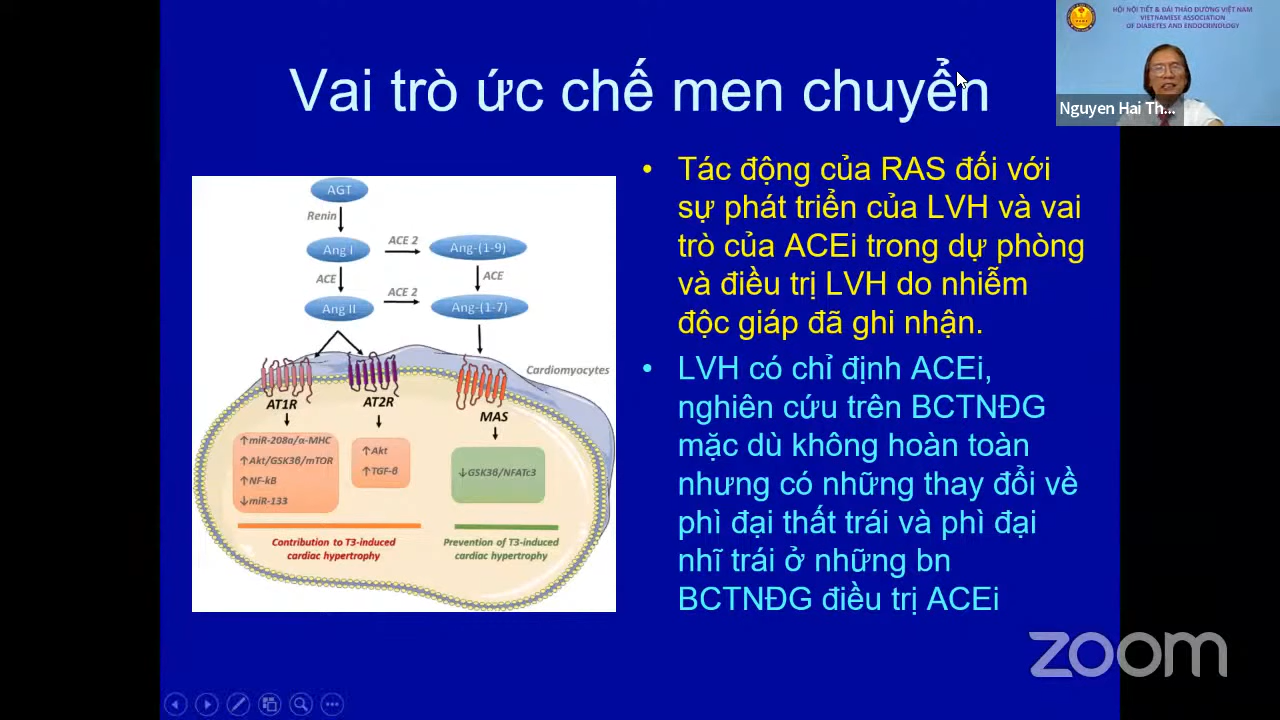 HỘI NỘI TIẾT & ĐÁI THÁO ĐƯỜNG VIỆT NAM
VIETNAMESE ASSOCIATION
OF DIABETES AND ENDOCRINOLOGY
Nguyen Hai Th...
Vai trò ức chế men chuyển
AGT
Renin
Ang I
ACE 2
Ang-(1-9)
ACE
ACE
Ang II
ACE 2
Ang-(1-7)
Cardiomyocytes
AT1R
AT2R
MAS
↑miR-208a/α-MHC
↑Akt/GSK3β/mTOR
↑NF-kB
↓miR-133
↑Akt
↑TGF-β
↓GSK3β/NFATc3
Contribution to T3-induced
cardiac hypertrophy
Prevention of T3-induced
cardiac hypertrophy
• Tác động của RAS đối với
sự phát triển của LVH và vai
trò của ACEi trong dự phòng
và điều trị LVH do nhiễm
độc giáp đã ghi nhận.
• LVH có chỉ định ACEi,
nghiên cứu trên BCTNĐG
mặc dù không hoàn toàn
nhưng có những thay đổi về
phì đại thất trái và phì đại
nhĩ trái ở những bn
BCTNĐG điều trị ACEi
zoom